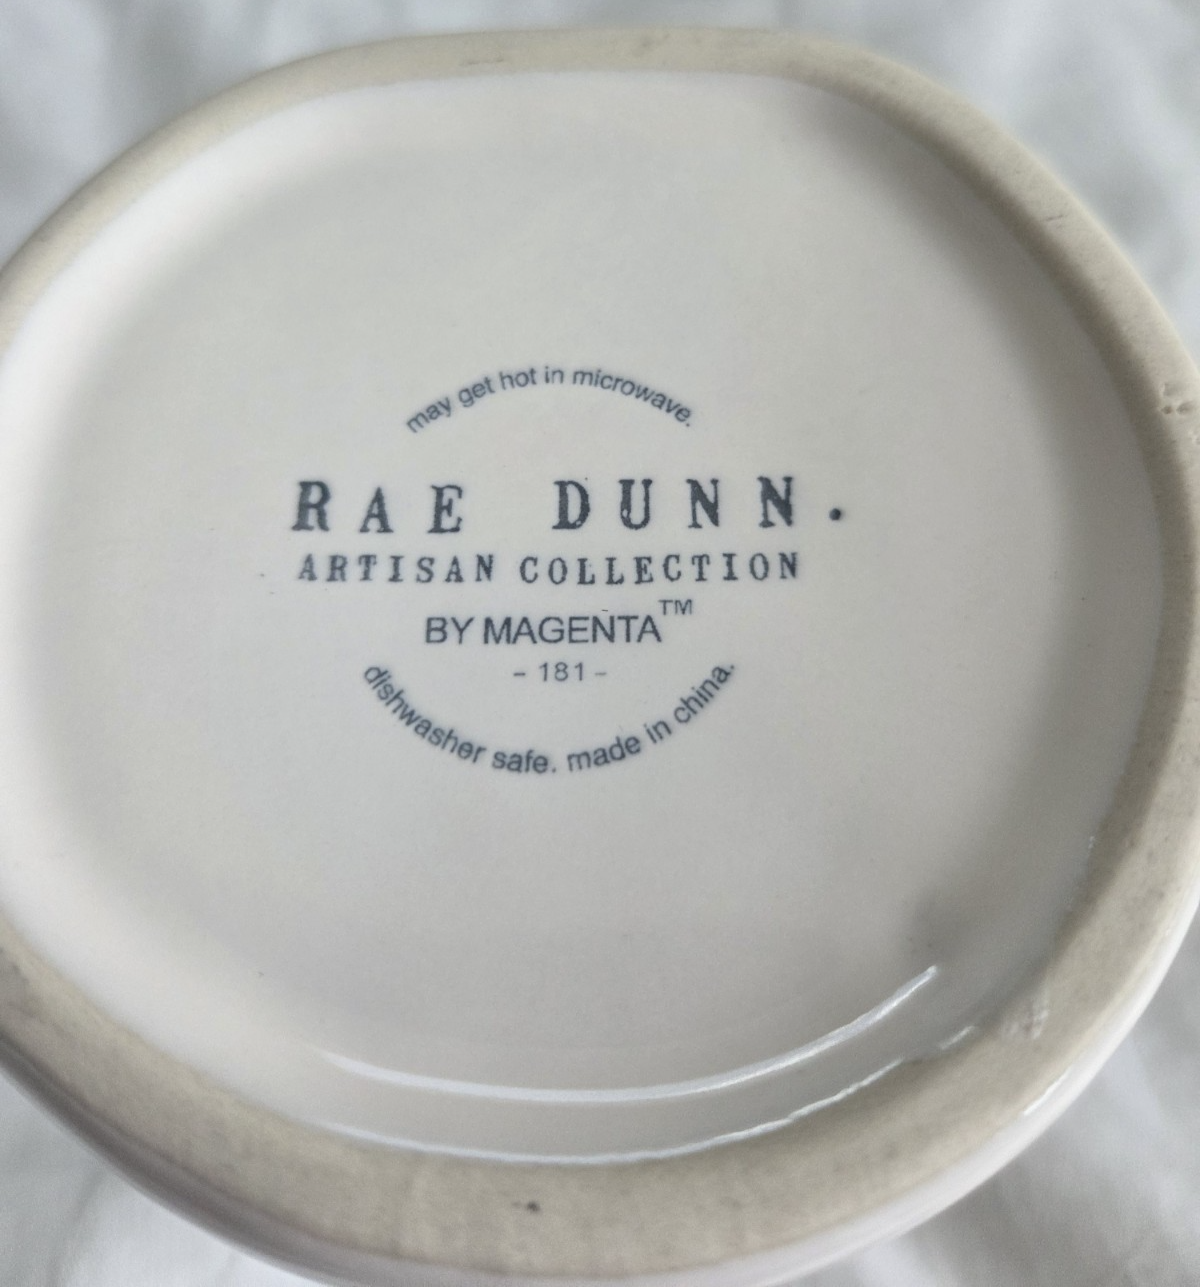 may get hot in microwave.
RAE DUNN.
ARTISAN COLLECTION
BY MAGENTA™
- 181 -
dishwasher safe. made in china.